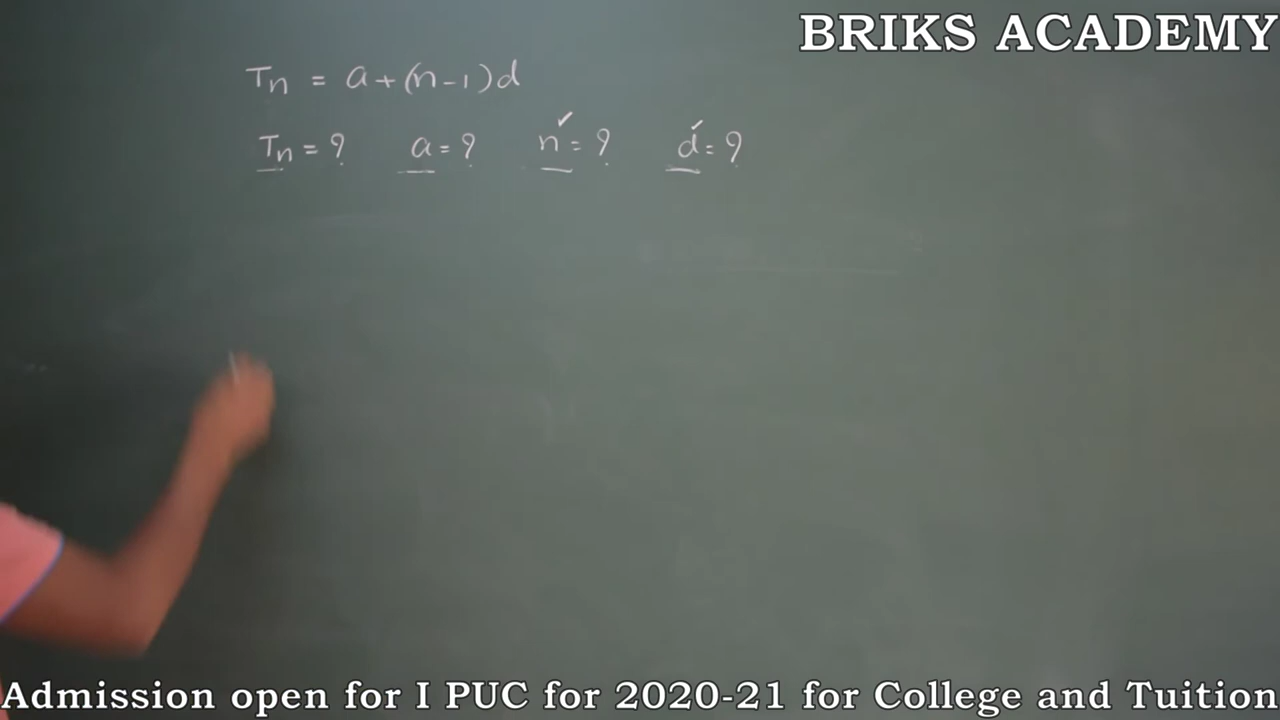 BRIKS ACADEMY
Tn = a+(n-1)d
Tn = ? a = ? n = ? d = ?
Admission open for I PUC for 2020-21 for College and Tuition